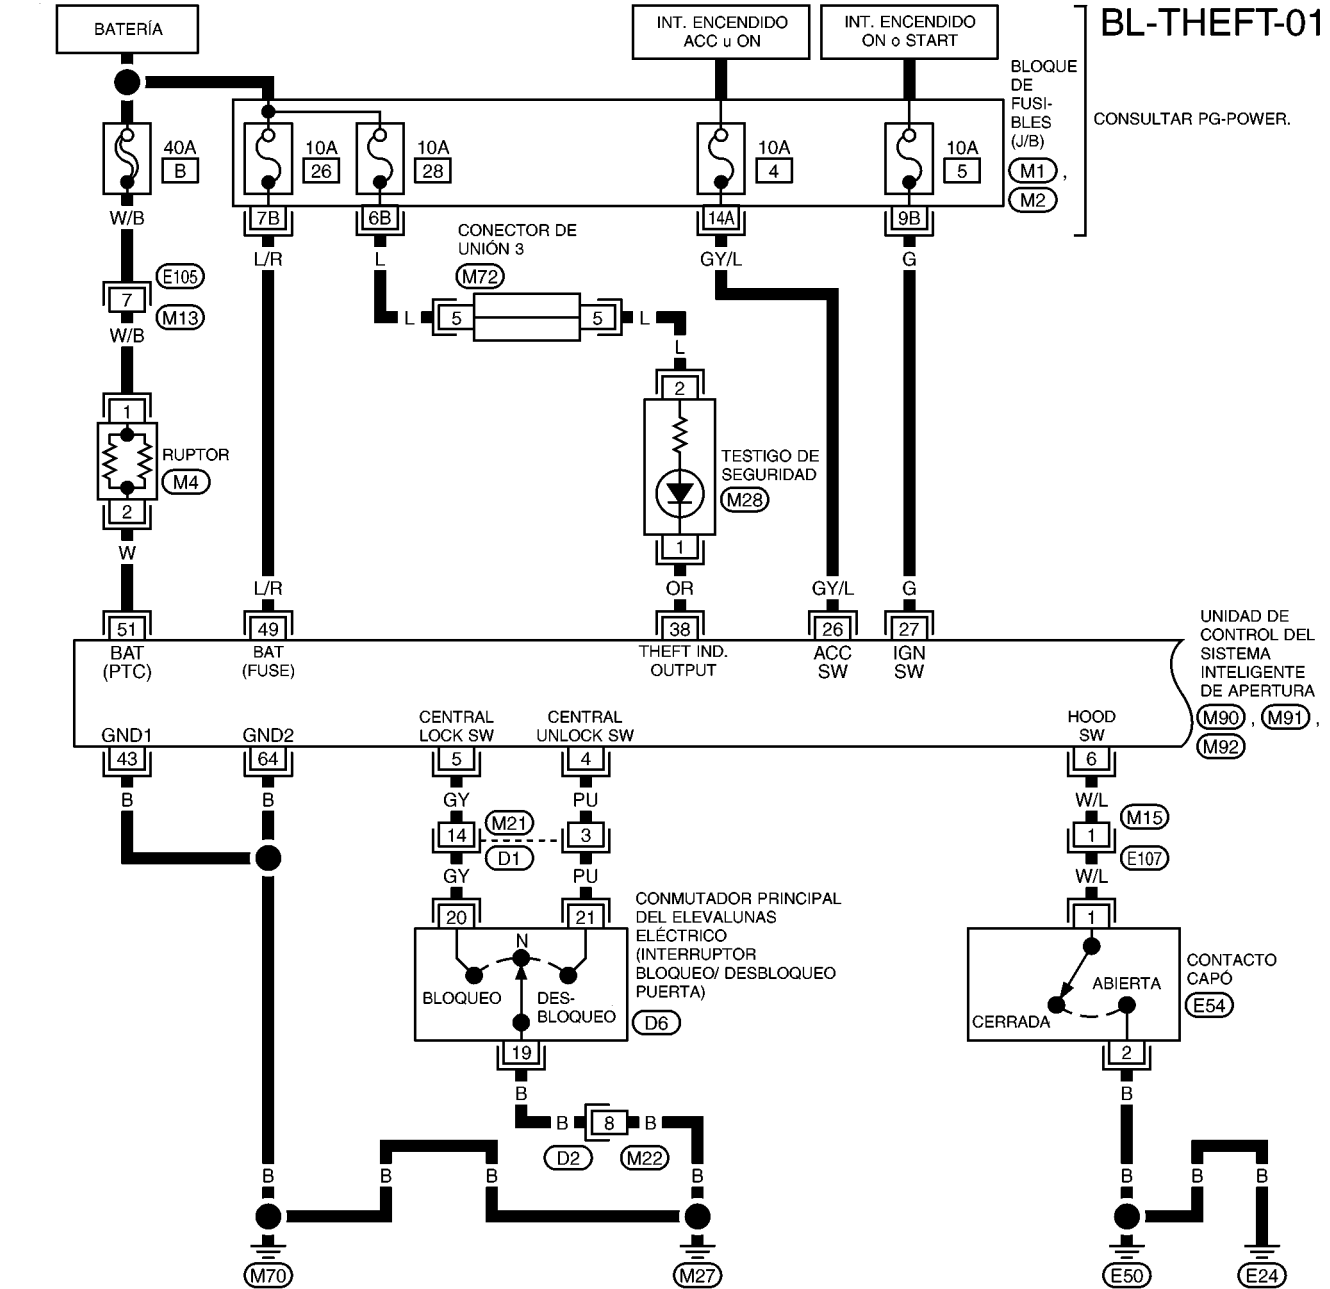 BL-THEFT-01
BATERÍA
INT. ENCENDIDO
ACC u ON
INT. ENCENDIDO
ON o START
BLOQUE
DE
FUSI-
BLES
(J/B)
M1 ,
M2
CONSULTAR PG-POWER.
40A
B
10A
26
10A
28
10A
4
10A
5
7B
6B
14A
9B
W/B
L/R
L
GY/L
G
CONECTOR DE
UNIÓN 3
M72
E105
7
M13
W/B
L
5
5
L
L
1
2
RUPTOR
M4
2
TESTIGO DE
SEGURIDAD
M28
1
W
L/R
OR
GY/L
G
51
49
38
26
27
BAT
(PTC)
BAT
(FUSE)
THEFT IND.
OUTPUT
ACC
SW
IGN
SW
UNIDAD DE
CONTROL DEL
SISTEMA
INTELIGENTE
DE APERTURA
M90 , M91 ,
M92
GND1
GND2
CENTRAL
LOCK SW
CENTRAL
UNLOCK SW
HOOD
SW
43
64
5
4
6
B
B
GY
PU
W/L
14
M21
D1
3
1
M15
E107
GY
PU
W/L
20
21
1
CONMUTADOR PRINCIPAL
DEL ELEVALUNAS
ELÉCTRICO
(INTERRUPTOR
BLOQUEO/ DESBLOQUEO
PUERTA)
D6
N
BLOQUEO
DES-
BLOQUEO
CONTACTO
CAPÓ
E54
ABIERTA
CERRADA
19
2
B
B
B
8
B
D2
M22
B
B
B
B
B
B
B
M70
M27
E50
E24